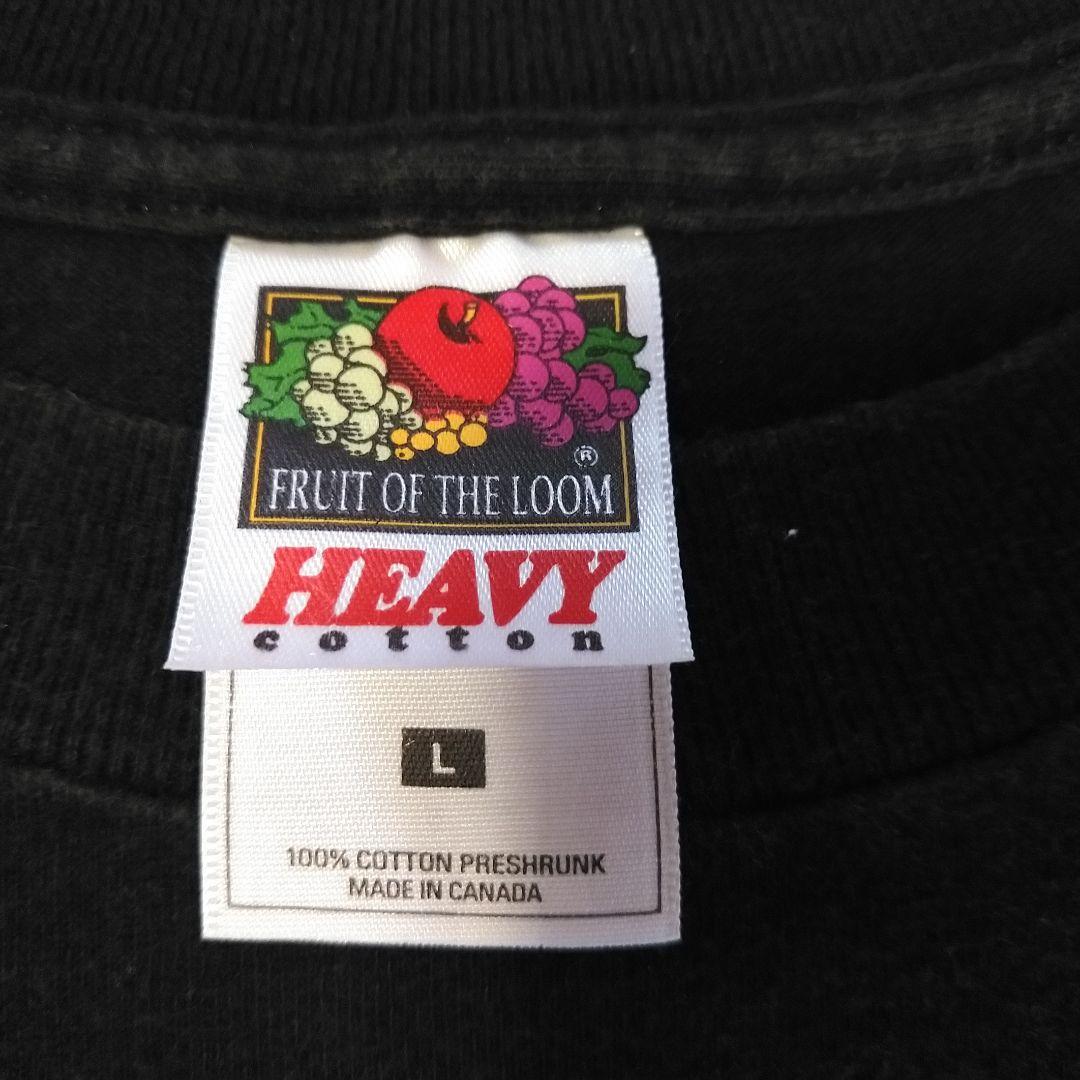 ®
FRUIT OF THE LOOM
HEAVY
cotton
L
100% COTTON PRESHRUNK
MADE IN CANADA